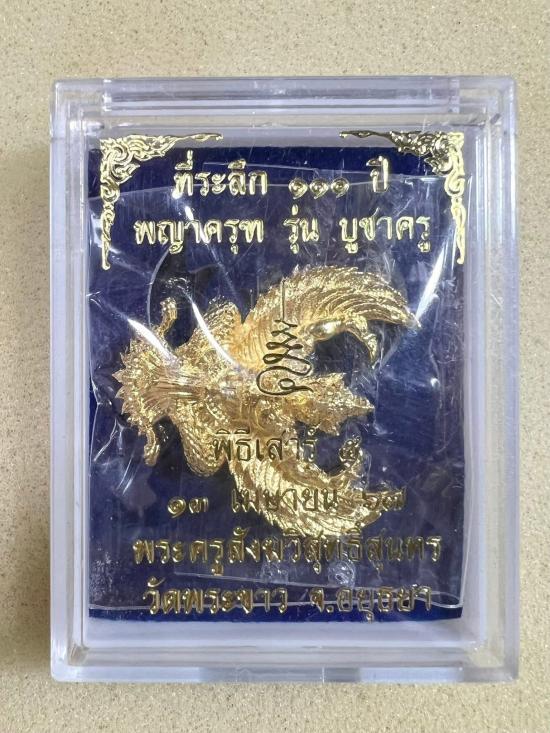 ที่ระลึก ๑๑๑ ปี
พญาครุฑ รุ่น บูชาครู
พิธีเสาร์ ๕
๑๓ เมษายน ๖๗
พระครูสังฆวิสุทธิ์สุนทร
วัดพระขาว จ.อยุธยา